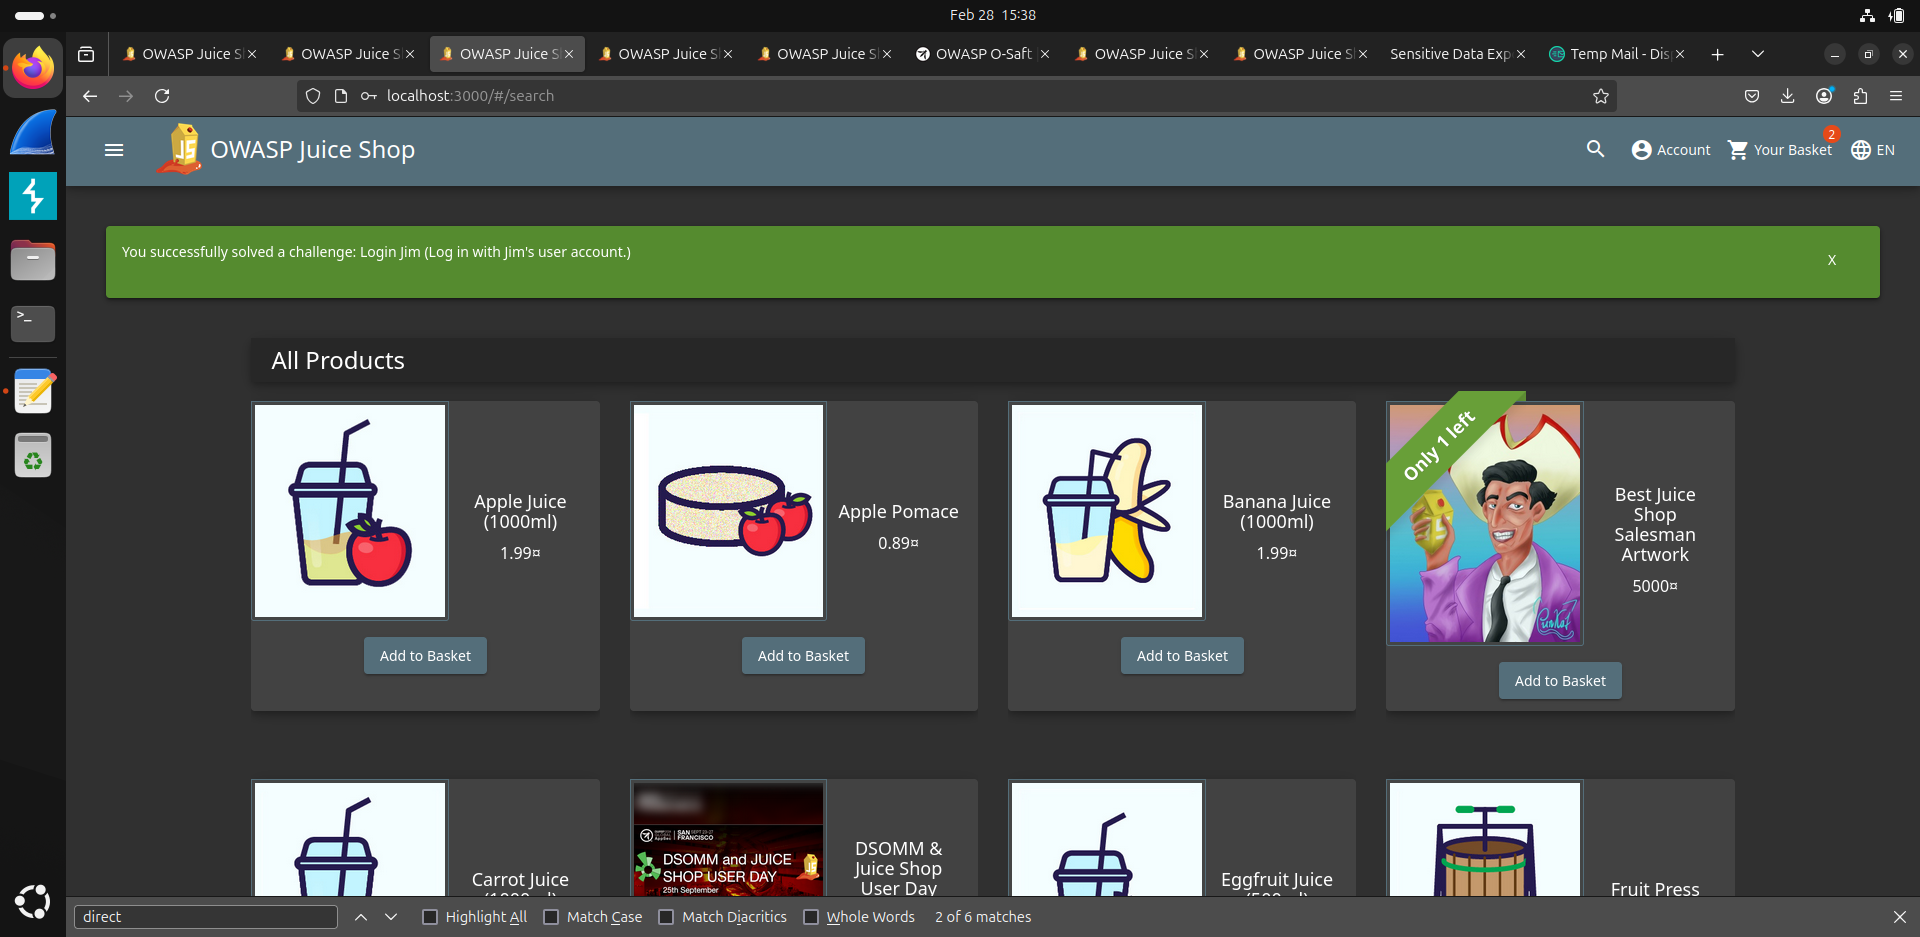 Feb 28 15:38
OWASP Juice S
OWASP Juice S
OWASP Juice S
OWASP Juice S
OWASP Juice S
OWASP O-Saft
OWASP Juice S
OWASP Juice S
Sensitive Data Exp
Temp Mail - Dis
localhost:3000/#/search
OWASP Juice Shop
Account
Your Basket
2
EN
You successfully solved a challenge: Login Jim (Log in with Jim's user account.)
X
All Products
Apple Juice
(1000ml)
1.99¤
Add to Basket
Apple Pomace
0.89¤
Add to Basket
Banana Juice
(1000ml)
1.99¤
Add to Basket
Only 1 left
Best Juice
Shop
Salesman
Artwork
5000¤
Add to Basket
Carrot Juice
SAN
FRANCISCO
DSOMM and JUICE
SHOP USER DAY
25th September
DSOMM &
Juice Shop
User Day
Eggfruit Juice
Fruit Press
direct
Highlight All
Match Case
Match Diacritics
Whole Words
2 of 6 matches